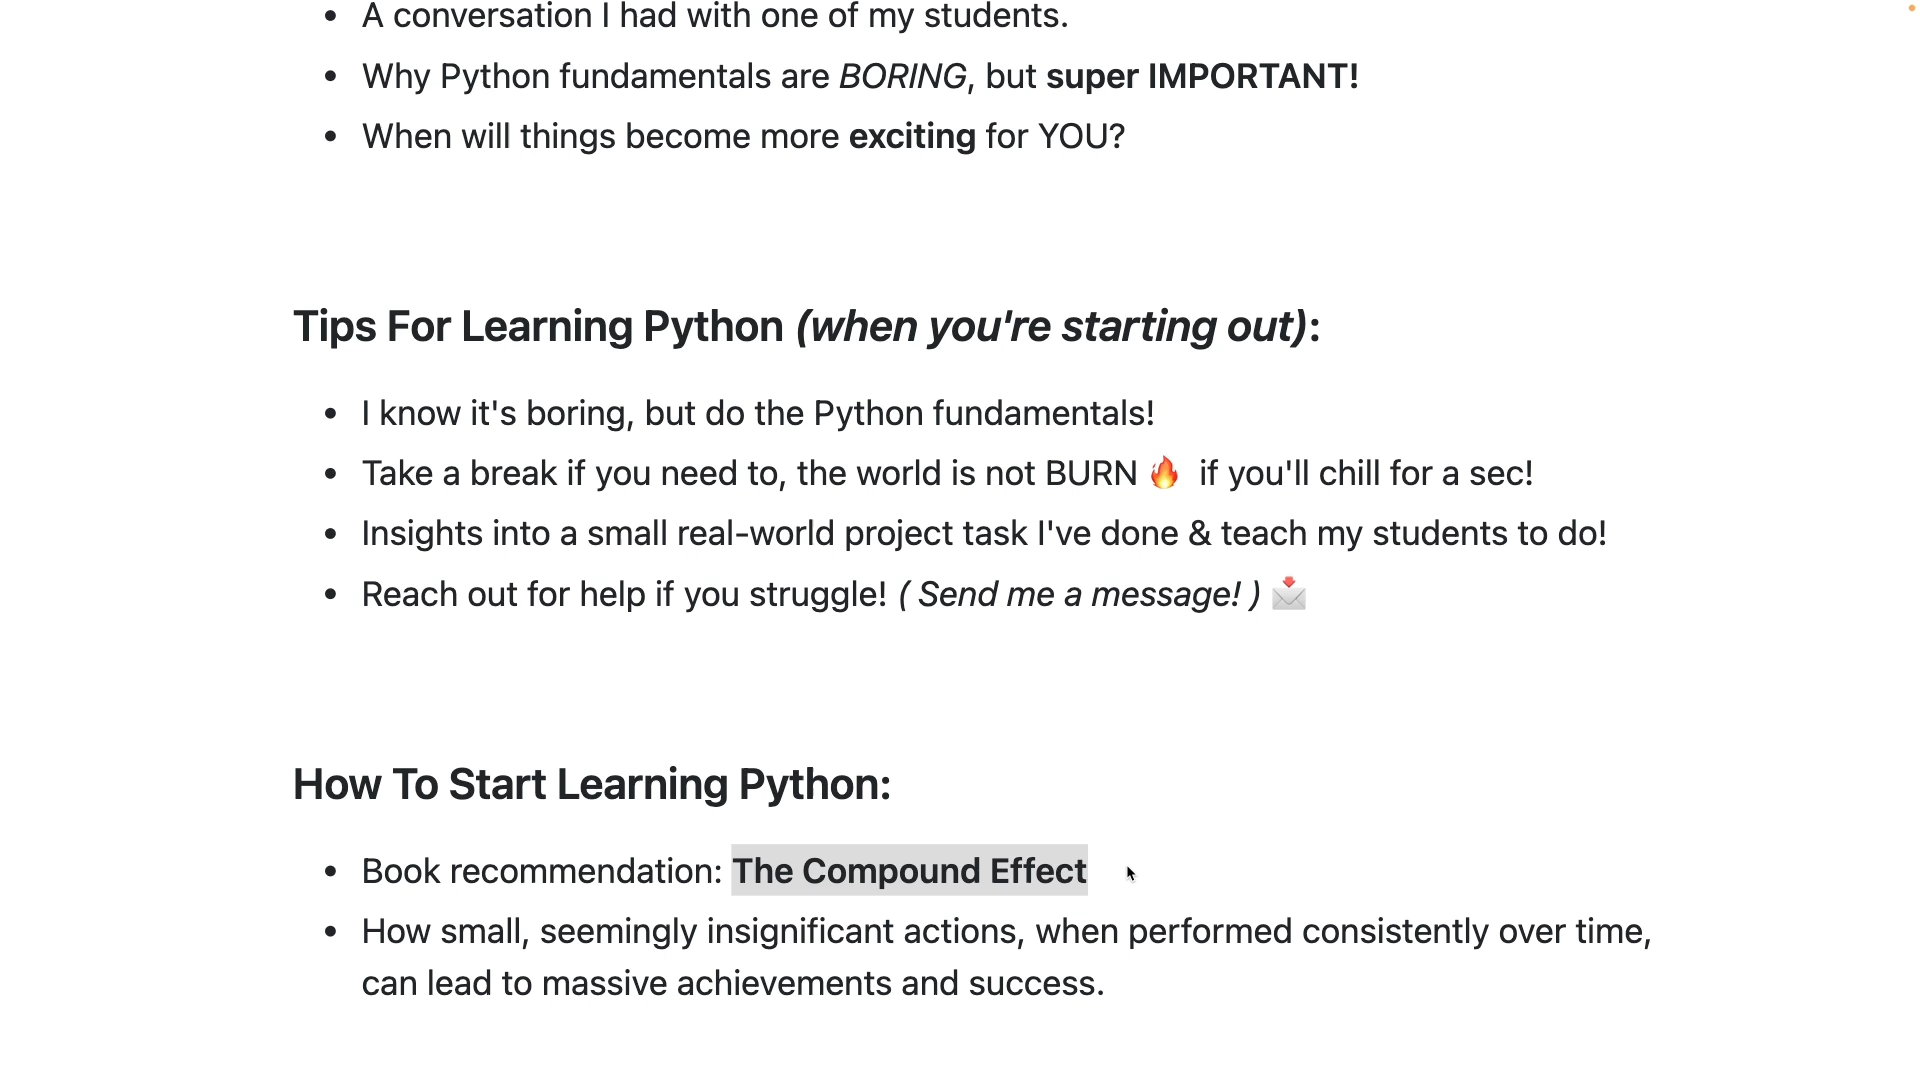 A conversation I had with one of my students.
Why Python fundamentals are BORING, but super IMPORTANT!
When will things become more exciting for YOU?
Tips For Learning Python (when you're starting out):
I know it's boring, but do the Python fundamentals!
Take a break if you need to, the world is not BURN 🔥 if you'll chill for a sec!
Insights into a small real-world project task I've done & teach my students to do!
Reach out for help if you struggle! ( Send me a message! ) 📩
How To Start Learning Python:
Book recommendation: The Compound Effect
How small, seemingly insignificant actions, when performed consistently over time,
can lead to massive achievements and success.